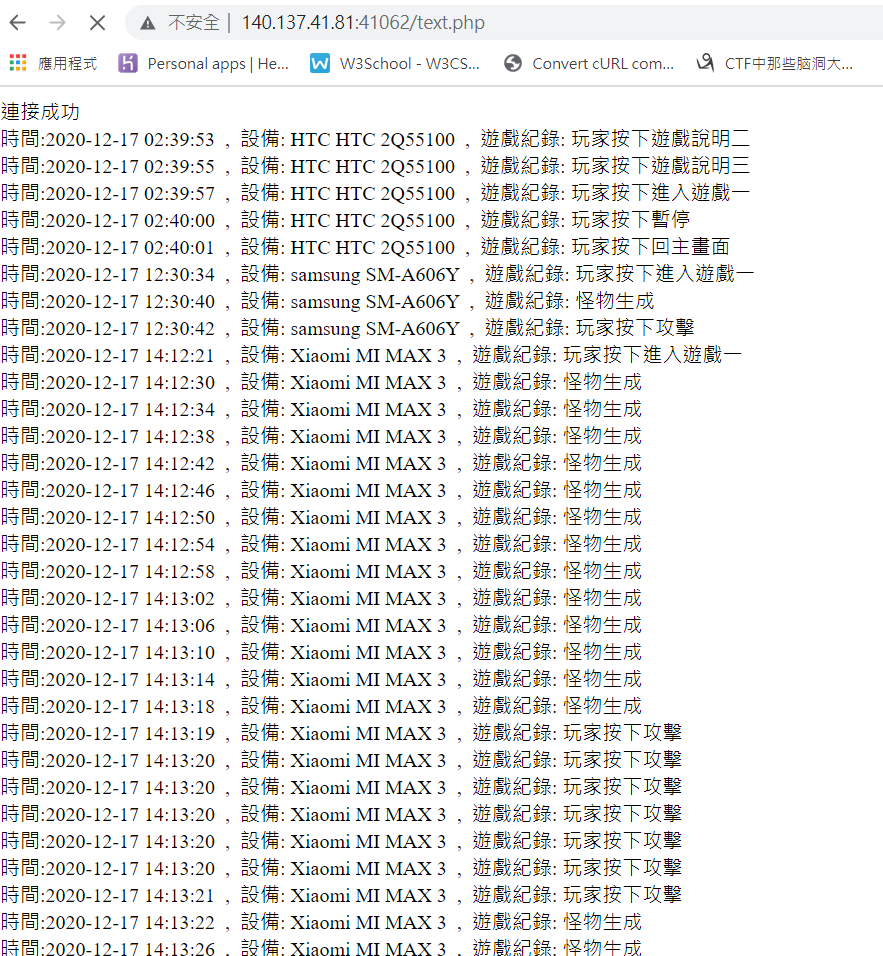 不安全 | 140.137.41.81:41062/text.php
應用程式 Personal apps | He... W3School - W3CS... Convert cURL com... CTF中那些脑洞大...
連接成功
時間:2020-12-17 02:39:53 , 設備: HTC HTC 2Q55100 , 遊戲紀錄: 玩家按下遊戲說明二
時間:2020-12-17 02:39:55 , 設備: HTC HTC 2Q55100 , 遊戲紀錄: 玩家按下遊戲說明三
時間:2020-12-17 02:39:57 , 設備: HTC HTC 2Q55100 , 遊戲紀錄: 玩家按下進入遊戲一
時間:2020-12-17 02:40:00 , 設備: HTC HTC 2Q55100 , 遊戲紀錄: 玩家按下暫停
時間:2020-12-17 02:40:01 , 設備: HTC HTC 2Q55100 , 遊戲紀錄: 玩家按下回主畫面
時間:2020-12-17 12:30:34 , 設備: samsung SM-A606Y , 遊戲紀錄: 玩家按下進入遊戲一
時間:2020-12-17 12:30:40 , 設備: samsung SM-A606Y , 遊戲紀錄: 怪物生成
時間:2020-12-17 12:30:42 , 設備: samsung SM-A606Y , 遊戲紀錄: 玩家按下攻擊
時間:2020-12-17 14:12:21 , 設備: Xiaomi MI MAX 3 , 遊戲紀錄: 玩家按下進入遊戲一
時間:2020-12-17 14:12:30 , 設備: Xiaomi MI MAX 3 , 遊戲紀錄: 怪物生成
時間:2020-12-17 14:12:34 , 設備: Xiaomi MI MAX 3 , 遊戲紀錄: 怪物生成
時間:2020-12-17 14:12:38 , 設備: Xiaomi MI MAX 3 , 遊戲紀錄: 怪物生成
時間:2020-12-17 14:12:42 , 設備: Xiaomi MI MAX 3 , 遊戲紀錄: 怪物生成
時間:2020-12-17 14:12:46 , 設備: Xiaomi MI MAX 3 , 遊戲紀錄: 怪物生成
時間:2020-12-17 14:12:50 , 設備: Xiaomi MI MAX 3 , 遊戲紀錄: 怪物生成
時間:2020-12-17 14:12:54 , 設備: Xiaomi MI MAX 3 , 遊戲紀錄: 怪物生成
時間:2020-12-17 14:12:58 , 設備: Xiaomi MI MAX 3 , 遊戲紀錄: 怪物生成
時間:2020-12-17 14:13:02 , 設備: Xiaomi MI MAX 3 , 遊戲紀錄: 怪物生成
時間:2020-12-17 14:13:06 , 設備: Xiaomi MI MAX 3 , 遊戲紀錄: 怪物生成
時間:2020-12-17 14:13:10 , 設備: Xiaomi MI MAX 3 , 遊戲紀錄: 怪物生成
時間:2020-12-17 14:13:14 , 設備: Xiaomi MI MAX 3 , 遊戲紀錄: 怪物生成
時間:2020-12-17 14:13:18 , 設備: Xiaomi MI MAX 3 , 遊戲紀錄: 怪物生成
時間:2020-12-17 14:13:19 , 設備: Xiaomi MI MAX 3 , 遊戲紀錄: 玩家按下攻擊
時間:2020-12-17 14:13:20 , 設備: Xiaomi MI MAX 3 , 遊戲紀錄: 玩家按下攻擊
時間:2020-12-17 14:13:20 , 設備: Xiaomi MI MAX 3 , 遊戲紀錄: 玩家按下攻擊
時間:2020-12-17 14:13:20 , 設備: Xiaomi MI MAX 3 , 遊戲紀錄: 玩家按下攻擊
時間:2020-12-17 14:13:20 , 設備: Xiaomi MI MAX 3 , 遊戲紀錄: 玩家按下攻擊
時間:2020-12-17 14:13:20 , 設備: Xiaomi MI MAX 3 , 遊戲紀錄: 玩家按下攻擊
時間:2020-12-17 14:13:21 , 設備: Xiaomi MI MAX 3 , 遊戲紀錄: 玩家按下攻擊
時間:2020-12-17 14:13:22 , 設備: Xiaomi MI MAX 3 , 遊戲紀錄: 怪物生成
時間:2020-12-17 14:13:26 , 設備: Xiaomi MI MAX 3 , 遊戲紀錄: 怪物生成